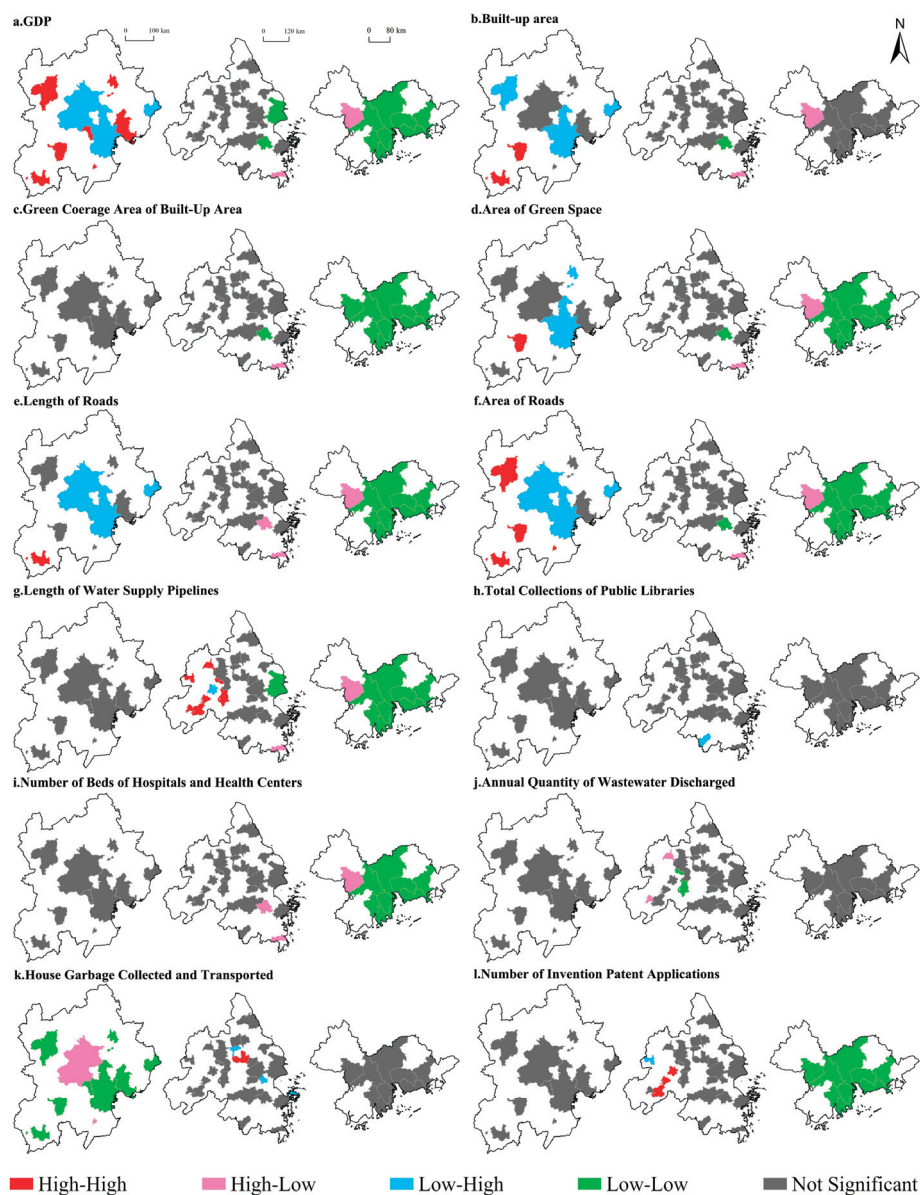 a.GDP
100 km
120 km
80 km
b.Built-up area
N
c.Green Coerage Area of Built-Up Area
d.Area of Green Space
e.Length of Roads
f.Area of Roads
g.Length of Water Supply Pipelines
h.Total Collections of Public Libraries
i.Number of Beds of Hospitals and Health Centers
j.Annual Quantity of Wastewater Discharged
k.House Garbage Collected and Transported
l.Number of Invention Patent Applications
High-High
High-Low
Low-High
Low-Low
Not Significant